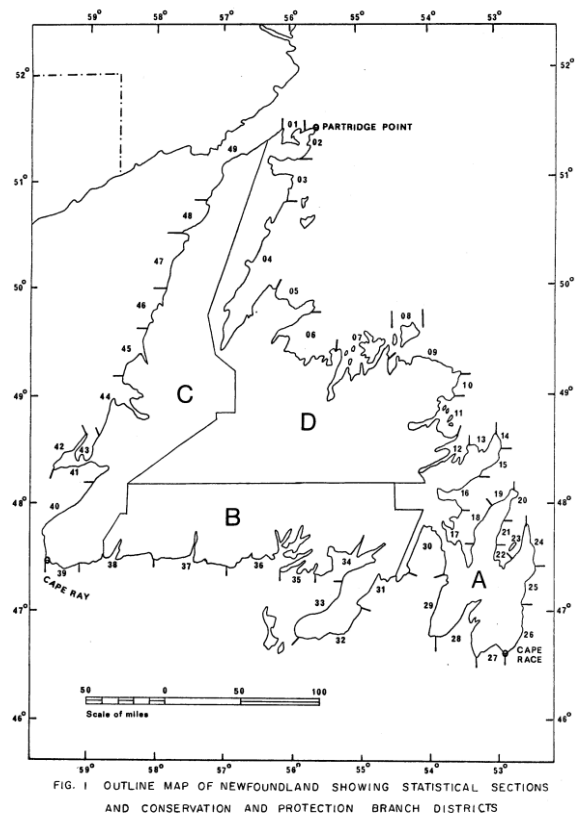 59° 58° 57° 56° 55° 54° 53°
52° 52°
01
PARTRIDGE POINT
02
49
51° 03 51°
48
04
47
50° 05 50°
46
08
06 07
45 09
49° 10 49°
44 C
D 11
42 43 13 14
12
41 15
48° 40 16 19 20 48°
B 18
17 21 23 24
30 22
39 38 37 36 35 34
CAPE RAY A 25
47° 33 31 29 47°
32 28 26
27 CAPE RACE
50 0 50 100
Scale of miles
46° 46°
59° 58° 57° 56° 55° 54° 53°
FIG. 1 OUTLINE MAP OF NEWFOUNDLAND SHOWING STATISTICAL SECTIONS
AND CONSERVATION AND PROTECTION BRANCH DISTRICTS